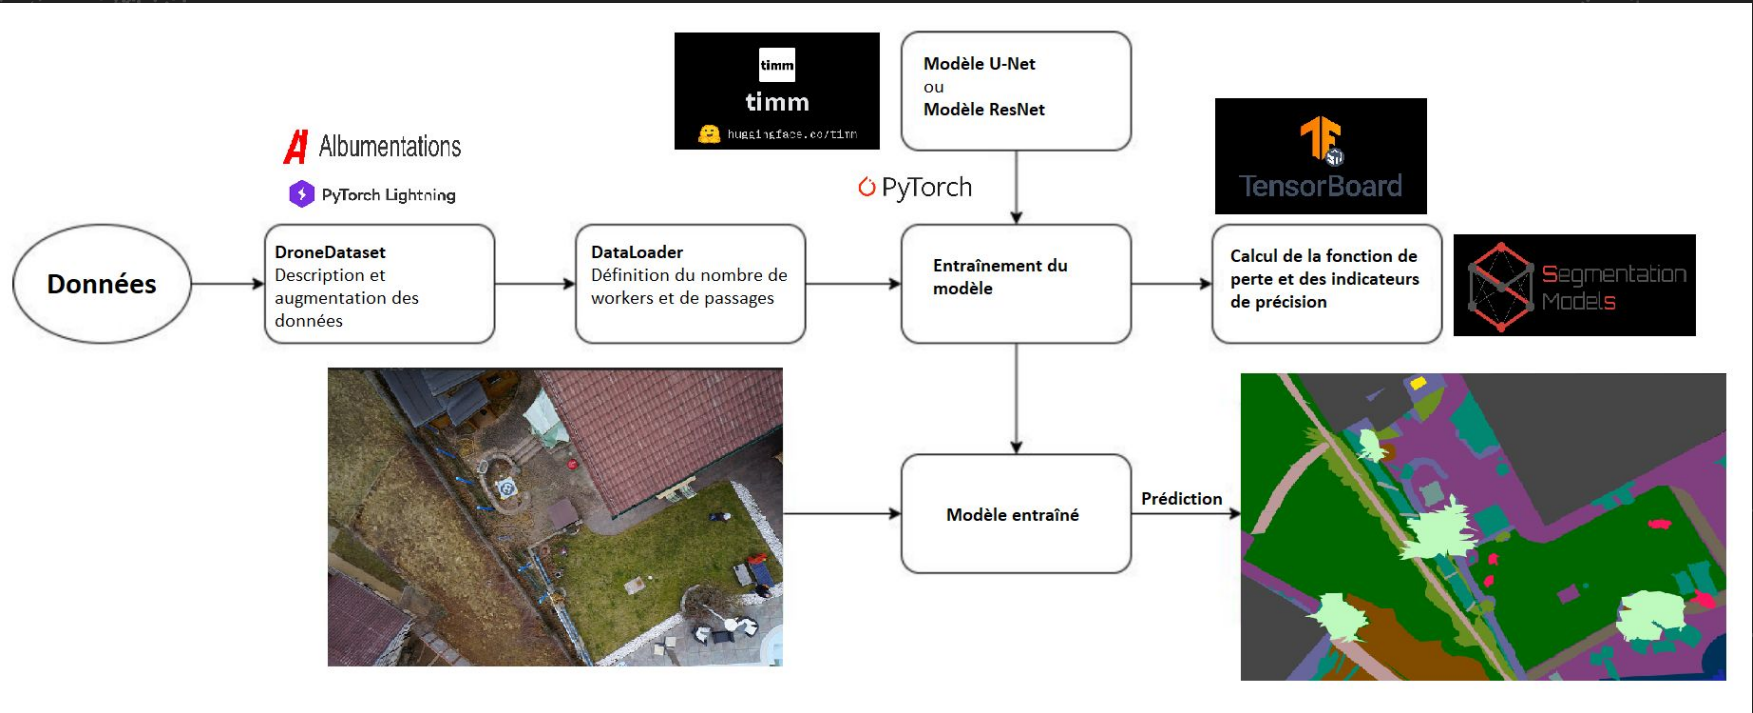 timm
timm
huggingface.co/timm
Modèle U-Net
ou
Modèle ResNet
Albumentations
PyTorch Lightning
PyTorch
TensorBoard
Données
DroneDataset
Description et
augmentation des
données
DataLoader
Définition du nombre de
workers et de passages
Entraînement du
modèle
Calcul de la fonction de
perte et des indicateurs
de précision
Segmentation
Models
Modèle entraîné
Prédiction